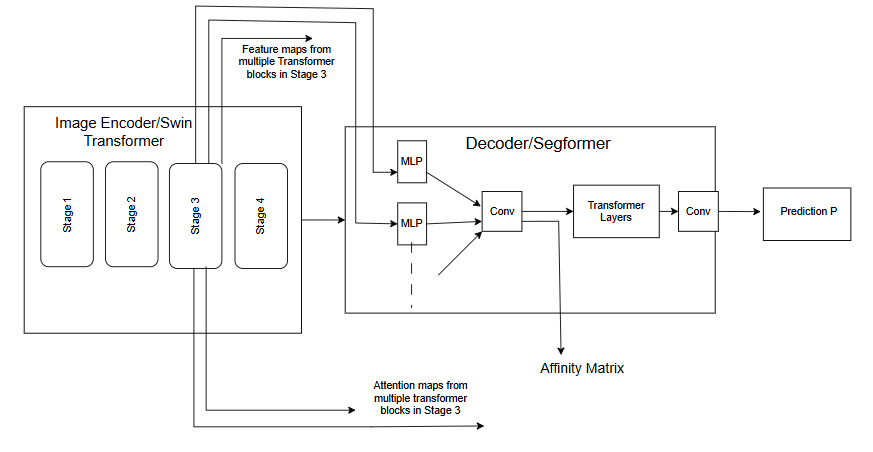 Feature maps from
multiple Transformer
blocks in Stage 3
Image Encoder/Swin
Transformer
Stage 1
Stage 2
Stage 3
Stage 4
Decoder/Segformer
MLP
MLP
Conv
Transformer
Layers
Conv
Prediction P
Affinity Matrix
Attention maps from
multiple transformer
blocks in Stage 3